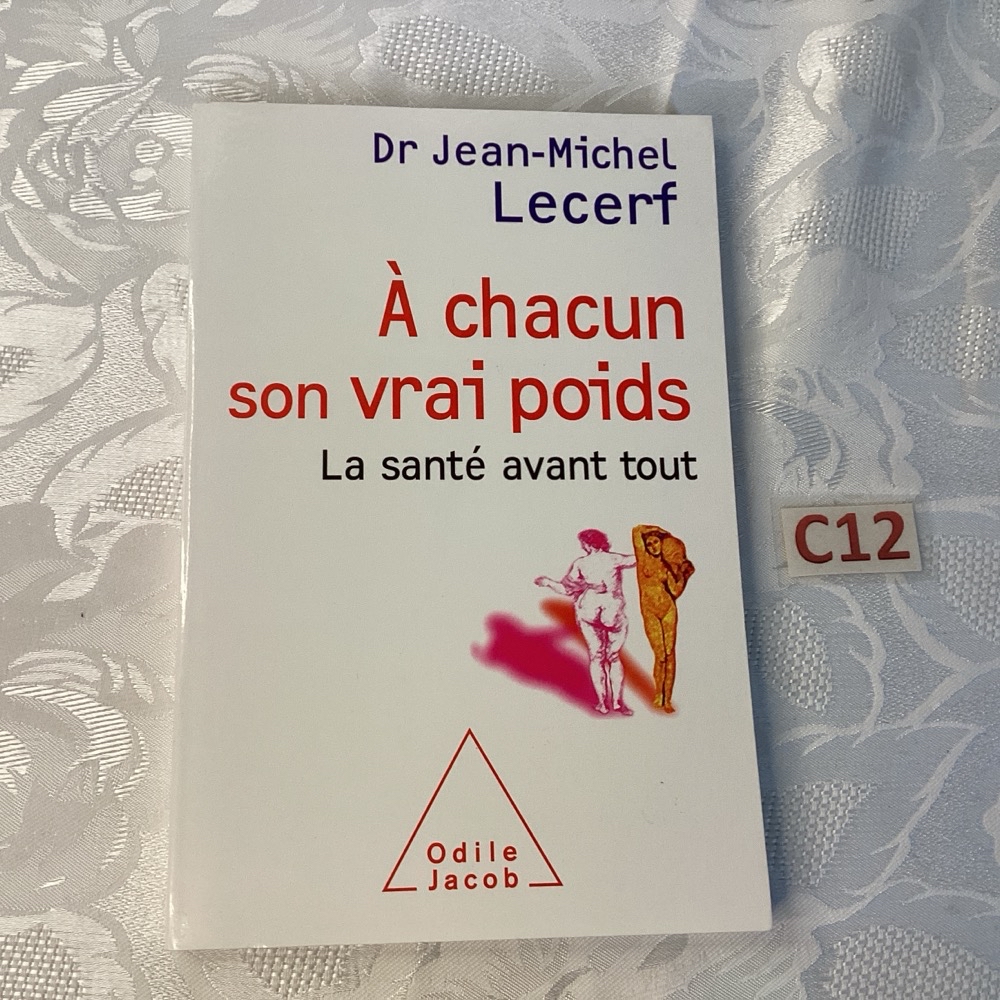 Dr Jean-Michel
Lecerf
À chacun
son vrai poids
La santé avant tout
C12
Odile
Jacob